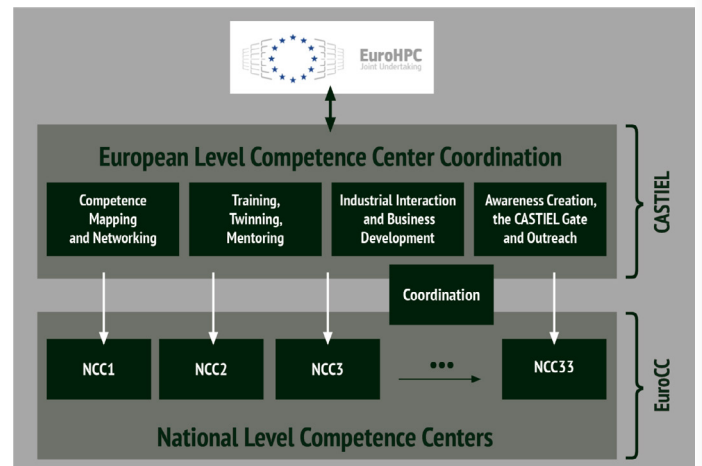 EuroHPC
Joint Undertaking
European Level Competence Center Coordination
Competence
Mapping
and Networking
Training,
Twinning,
Mentoring
Industrial Interaction
and Business
Development
Awareness Creation,
the CASTIEL Gate
and Outreach
CASTIEL
Coordination
NCC1
NCC2
NCC3
•••
NCC33
EuroCC
National Level Competence Centers